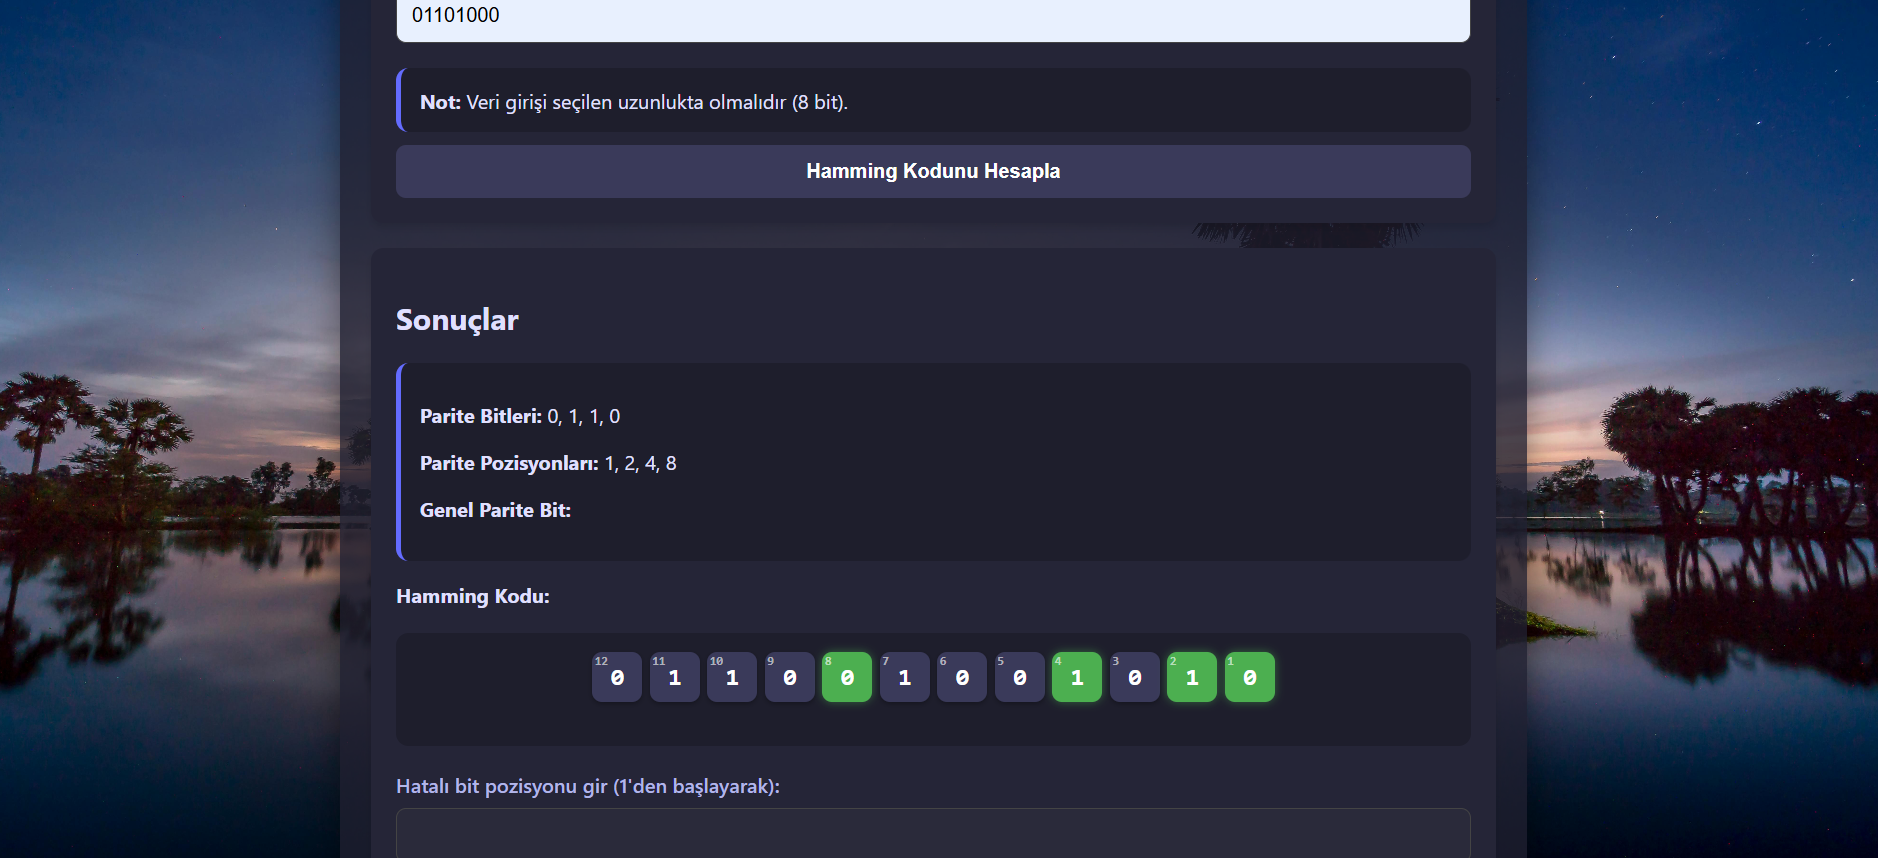 01101000
Not: Veri girişi seçilen uzunlukta olmalıdır (8 bit).
Hamming Kodunu Hesapla
Sonuçlar
Parite Bitleri: 0, 1, 1, 0
Parite Pozisyonları: 1, 2, 4, 8
Genel Parite Bit:
Hamming Kodu:
12 11 10 9 8 7 6 5 4 3 2 1
0 1 1 0 0 1 0 0 1 0 1 0
Hatalı bit pozisyonu gir (1'den başlayarak):